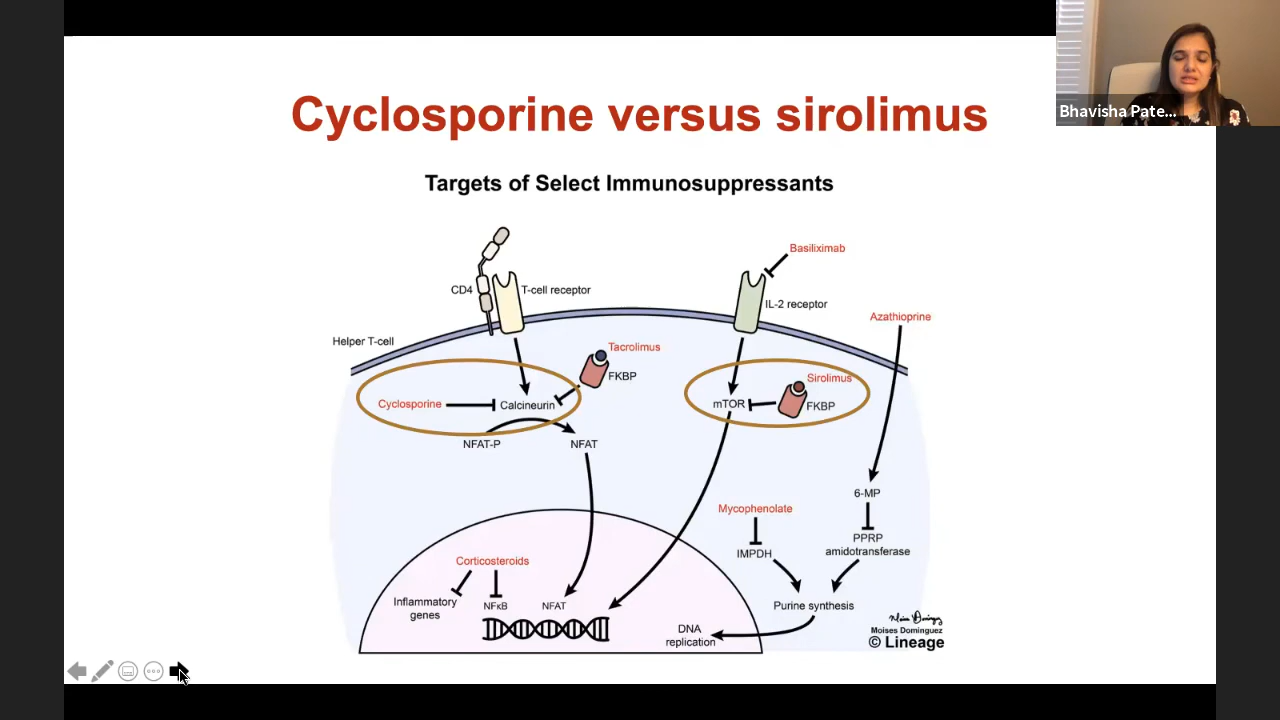 Bhavisha Pate...
Cyclosporine versus sirolimus
Targets of Select Immunosuppressants
Basiliximab
CD4
T-cell receptor
IL-2 receptor
Azathioprine
Helper T-cell
Tacrolimus
FKBP
Sirolimus
FKBP
Cyclosporine
Calcineurin
mTOR
NFAT-P
NFAT
6-MP
Mycophenolate
IMPDH
PPRP
amidotransferase
Corticosteroids
Inflammatory
genes
NFκB
NFAT
Purine synthesis
DNA
replication
Moises Dominguez
© Lineage